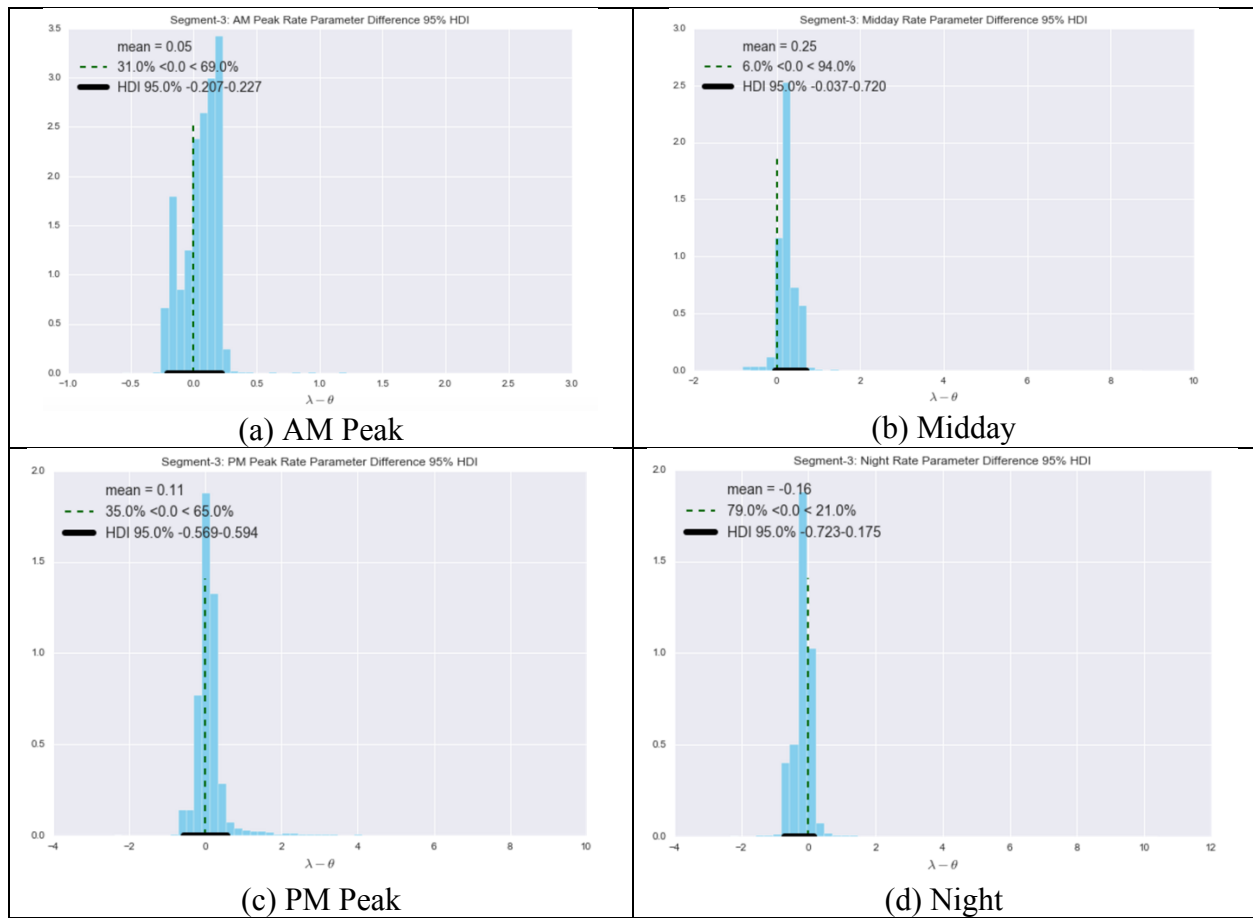 Segment-3: AM Peak Rate Parameter Difference 95% HDI
3.5
3.0
2.5
2.0
1.5
1.0
0.5
0.0
mean = 0.05
31.0% <0.0 < 69.0%
HDI 95.0% -0.207-0.227
−1.0 −0.5 0.0 0.5 1.0 1.5 2.0 2.5 3.0
λ − θ
(a) AM Peak
Segment-3: Midday Rate Parameter Difference 95% HDI
3.0
2.5
2.0
1.5
1.0
0.5
0.0
mean = 0.25
6.0% <0.0 < 94.0%
HDI 95.0% -0.037-0.720
−2 0 2 4 6 8 10
λ − θ
(b) Midday
Segment-3: PM Peak Rate Parameter Difference 95% HDI
2.0
1.5
1.0
0.5
0.0
mean = 0.11
35.0% <0.0 < 65.0%
HDI 95.0% -0.569-0.594
−4 −2 0 2 4 6 8 10
λ − θ
(c) PM Peak
Segment-3: Night Rate Parameter Difference 95% HDI
2.0
1.5
1.0
0.5
0.0
mean = -0.16
79.0% <0.0 < 21.0%
HDI 95.0% -0.723-0.175
−4 −2 0 2 4 6 8 10 12
λ − θ
(d) Night